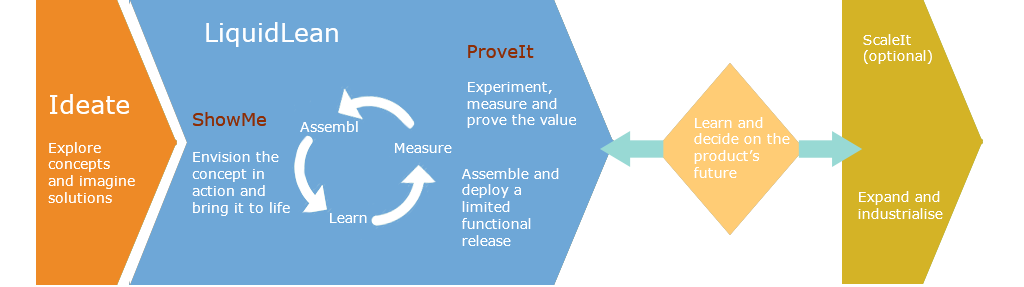 Ideate
Explore
concepts
and imagine
solutions
LiquidLean
ShowMe
Envision the
concept in
action and
bring it to life
Assembl
Measure
Learn
ProveIt
Experiment,
measure and
prove the value
Assemble and
deploy a
limited
functional
release
Learn and
decide on the
product's
future
ScaleIt
(optional)
Expand and
industrialise